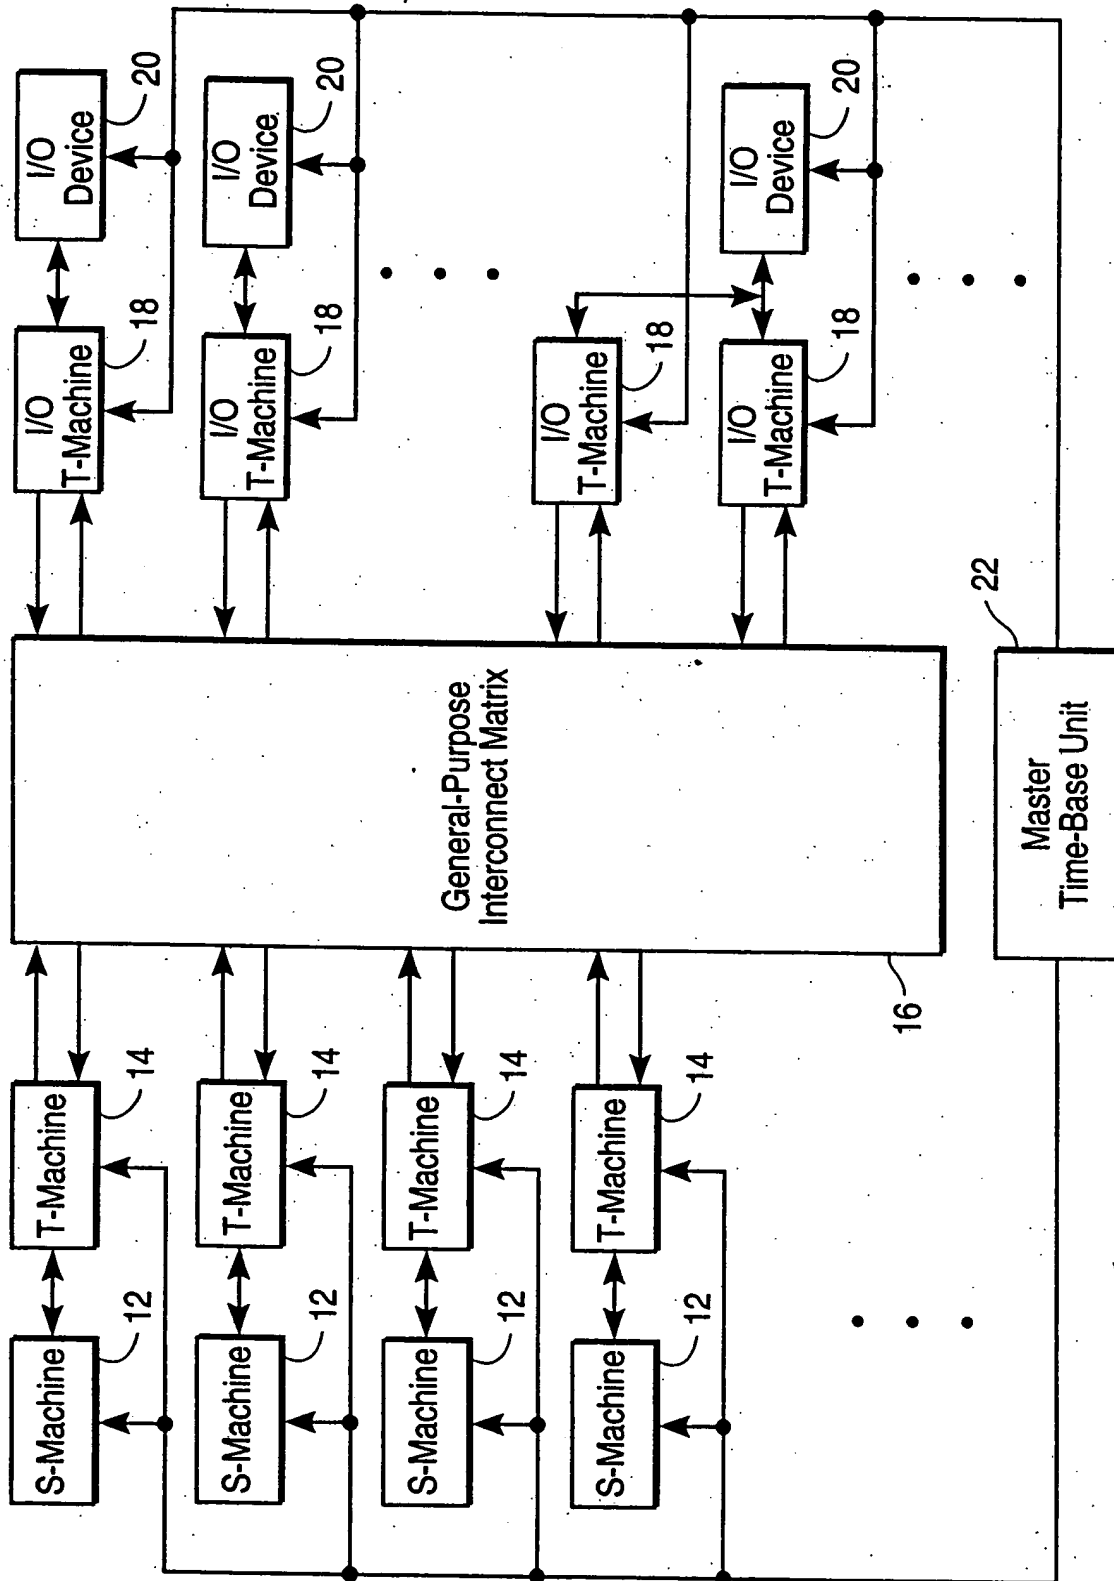 S-Machine
12
T-Machine
14
I/O
T-Machine
18
I/O
Device
20
S-Machine
12
T-Machine
14
I/O
T-Machine
18
I/O
Device
20
S-Machine
12
T-Machine
14
General-Purpose
Interconnect Matrix
I/O
T-Machine
18
S-Machine
12
T-Machine
14
I/O
T-Machine
18
I/O
Device
20
16
22
Master
Time-Base Unit